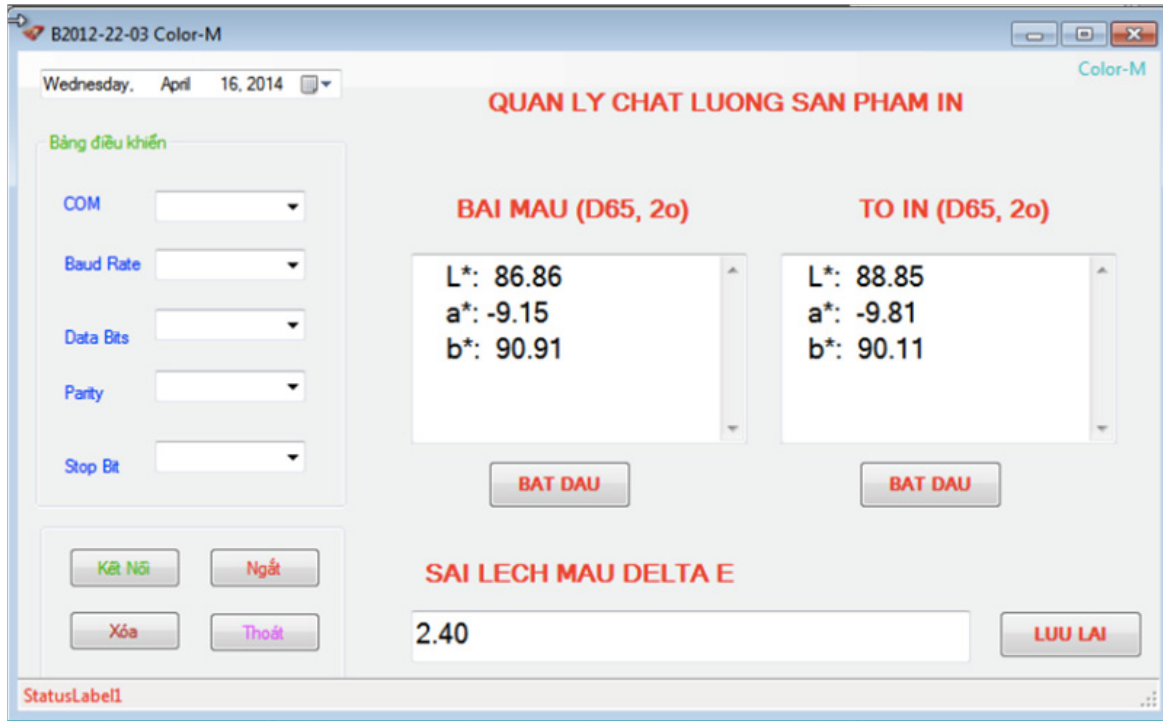 B2012-22-03 Color-M
Wednesday, April 16, 2014
Color-M
QUAN LY CHAT LUONG SAN PHAM IN
Bảng điều khiển
COM
Baud Rate
Data Bits
Parity
Stop Bit
BAI MAU (D65, 2o)
L*: 86.86
a*: -9.15
b*: 90.91
BAT DAU
TO IN (D65, 2o)
L*: 88.85
a*: -9.81
b*: 90.11
BAT DAU
Kết Nối
Ngắt
Xóa
Thoát
SAI LECH MAU DELTA E
2.40
LUU LAI
StatusLabel1